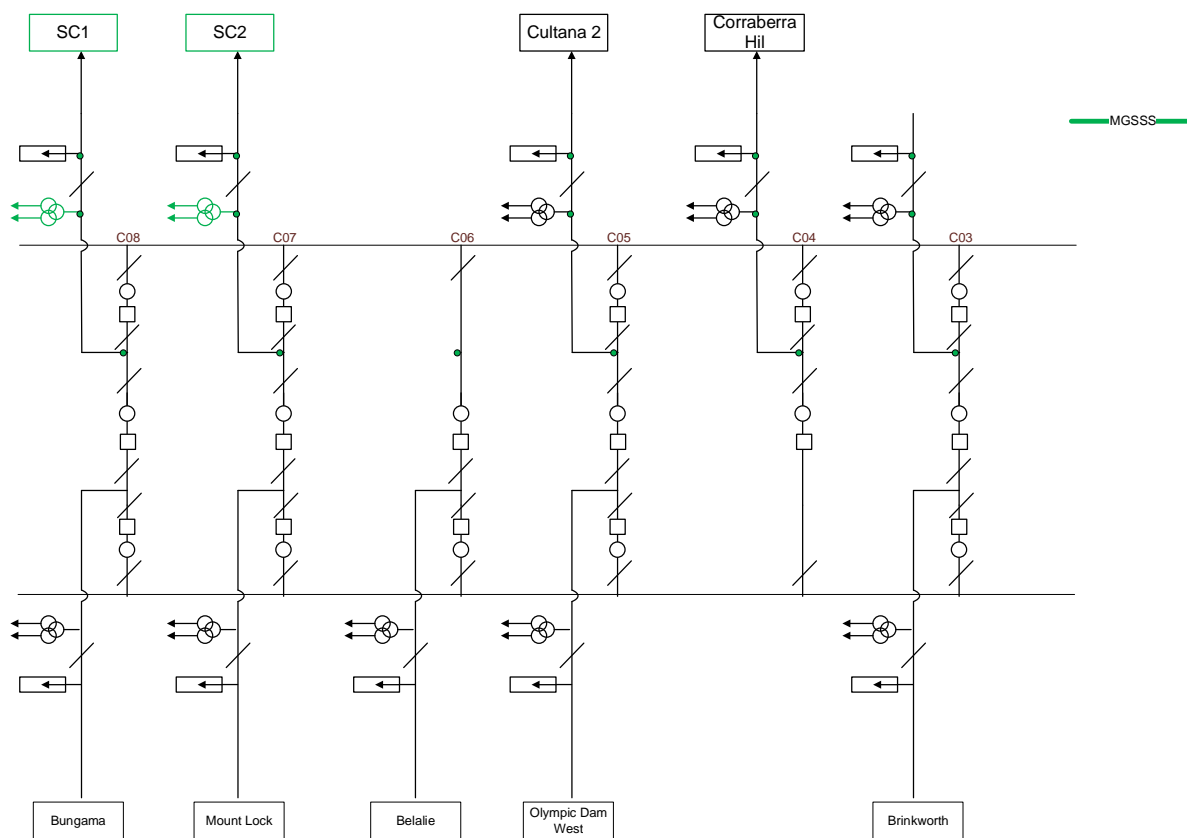 SC1
SC2
Cultana 2
Corraberra
Hil
MGSSS
C08
C07
C06
C05
C04
C03
Bungama
Mount Lock
Belalie
Olympic Dam
West
Brinkworth